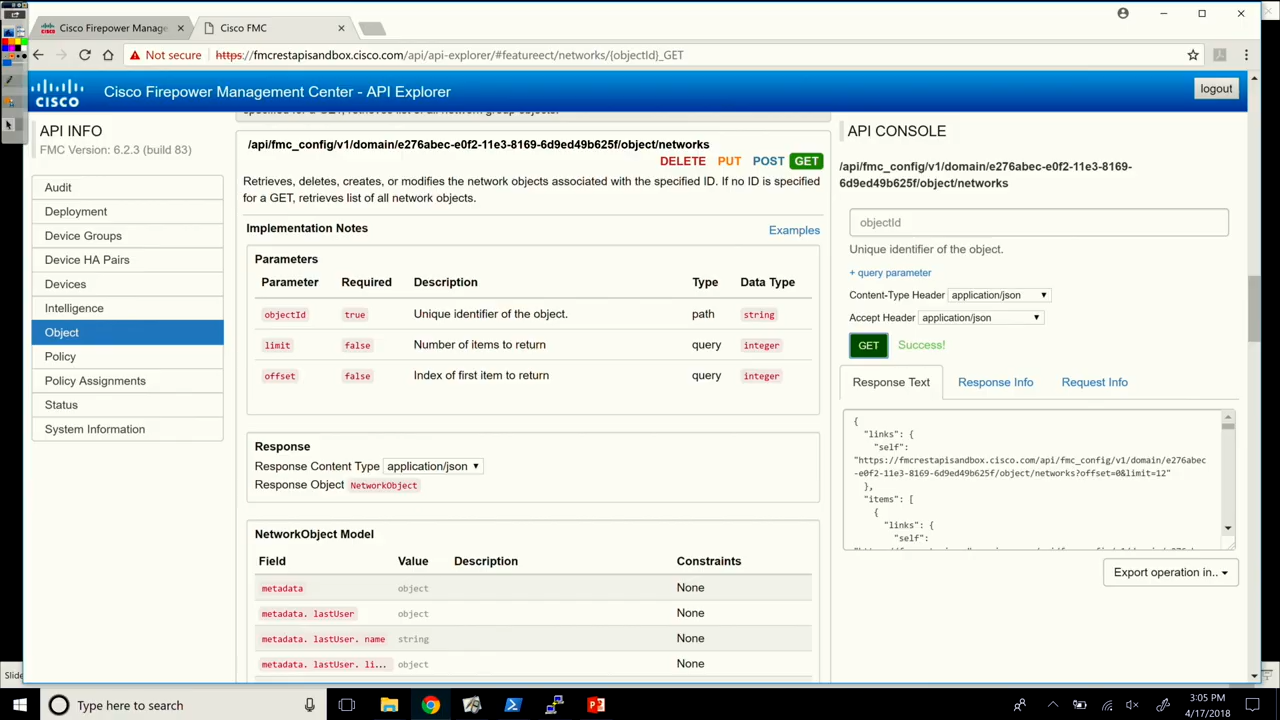 Cisco Firepower Manage
Cisco FMC
Not secure
https://fmcrestapisandbox.cisco.com/api/api-explorer/#featureect/networks/{objectId}_GET
CISCO
Cisco Firepower Management Center - API Explorer
logout
API INFO
FMC Version: 6.2.3 (build 83)
Audit
Deployment
Device Groups
Device HA Pairs
Devices
Intelligence
Object
Policy
Policy Assignments
Status
System Information
specified for a GET, retrieves list of all network group objects.
/api/fmc_config/v1/domain/e276abec-e0f2-11e3-8169-6d9ed49b625f/object/networks
DELETE PUT POST GET
Retrieves, deletes, creates, or modifies the network objects associated with the specified ID. If no ID is specified
for a GET, retrieves list of all network objects.
Implementation Notes
Examples
Parameters
Parameter Required Description Type Data Type
objectId true Unique identifier of the object. path string
limit false Number of items to return query integer
offset false Index of first item to return query integer
Response
Response Content Type application/json
Response Object NetworkObject
NetworkObject Model
Field Value Description Constraints
metadata object None
metadata. lastUser object None
metadata. lastUser. name string None
metadata. lastUser. li... object None
API CONSOLE
/api/fmc_config/v1/domain/e276abec-e0f2-11e3-8169-
6d9ed49b625f/object/networks
objectId
Unique identifier of the object.
+ query parameter
Content-Type Header application/json
Accept Header application/json
GET Success!
Response Text Response Info Request Info
{
"links": {
"self":
"https://fmcrestapisandbox.cisco.com/api/fmc_config/v1/domain/e276abec
-e0f2-11e3-8169-6d9ed49b625f/object/networks?offset=0&limit=12"
},
"items": [
{
"links": {
"self":
Export operation in..
Slide
Type here to search
3:05 PM
4/17/2018